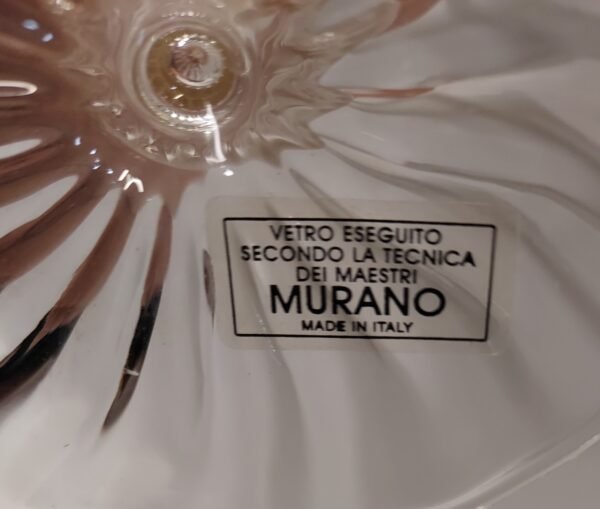 VETRO ESEGUITO
SECONDO LA TECNICA
DEI MAESTRI
MURANO
MADE IN ITALY